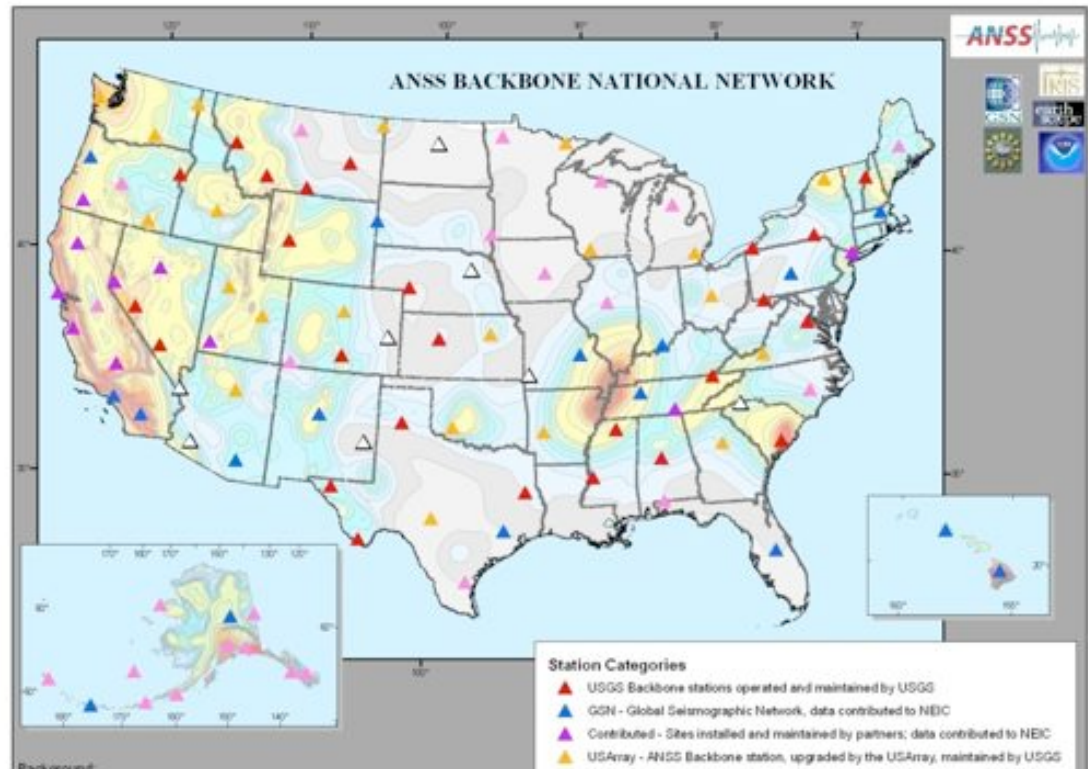 ANSS
ANSS BACKBONE NATIONAL NETWORK
IRIS
GSN
earth
scope
Station Categories
USGS Backbone stations operated and maintained by USGS
GSN - Global Seismographic Network, data contributed to NEIC
Contributed - Sites installed and maintained by partners; data contributed to NEIC
USArray - ANSS Backbone station, upgraded by the USArray, maintained by USGS
Background: